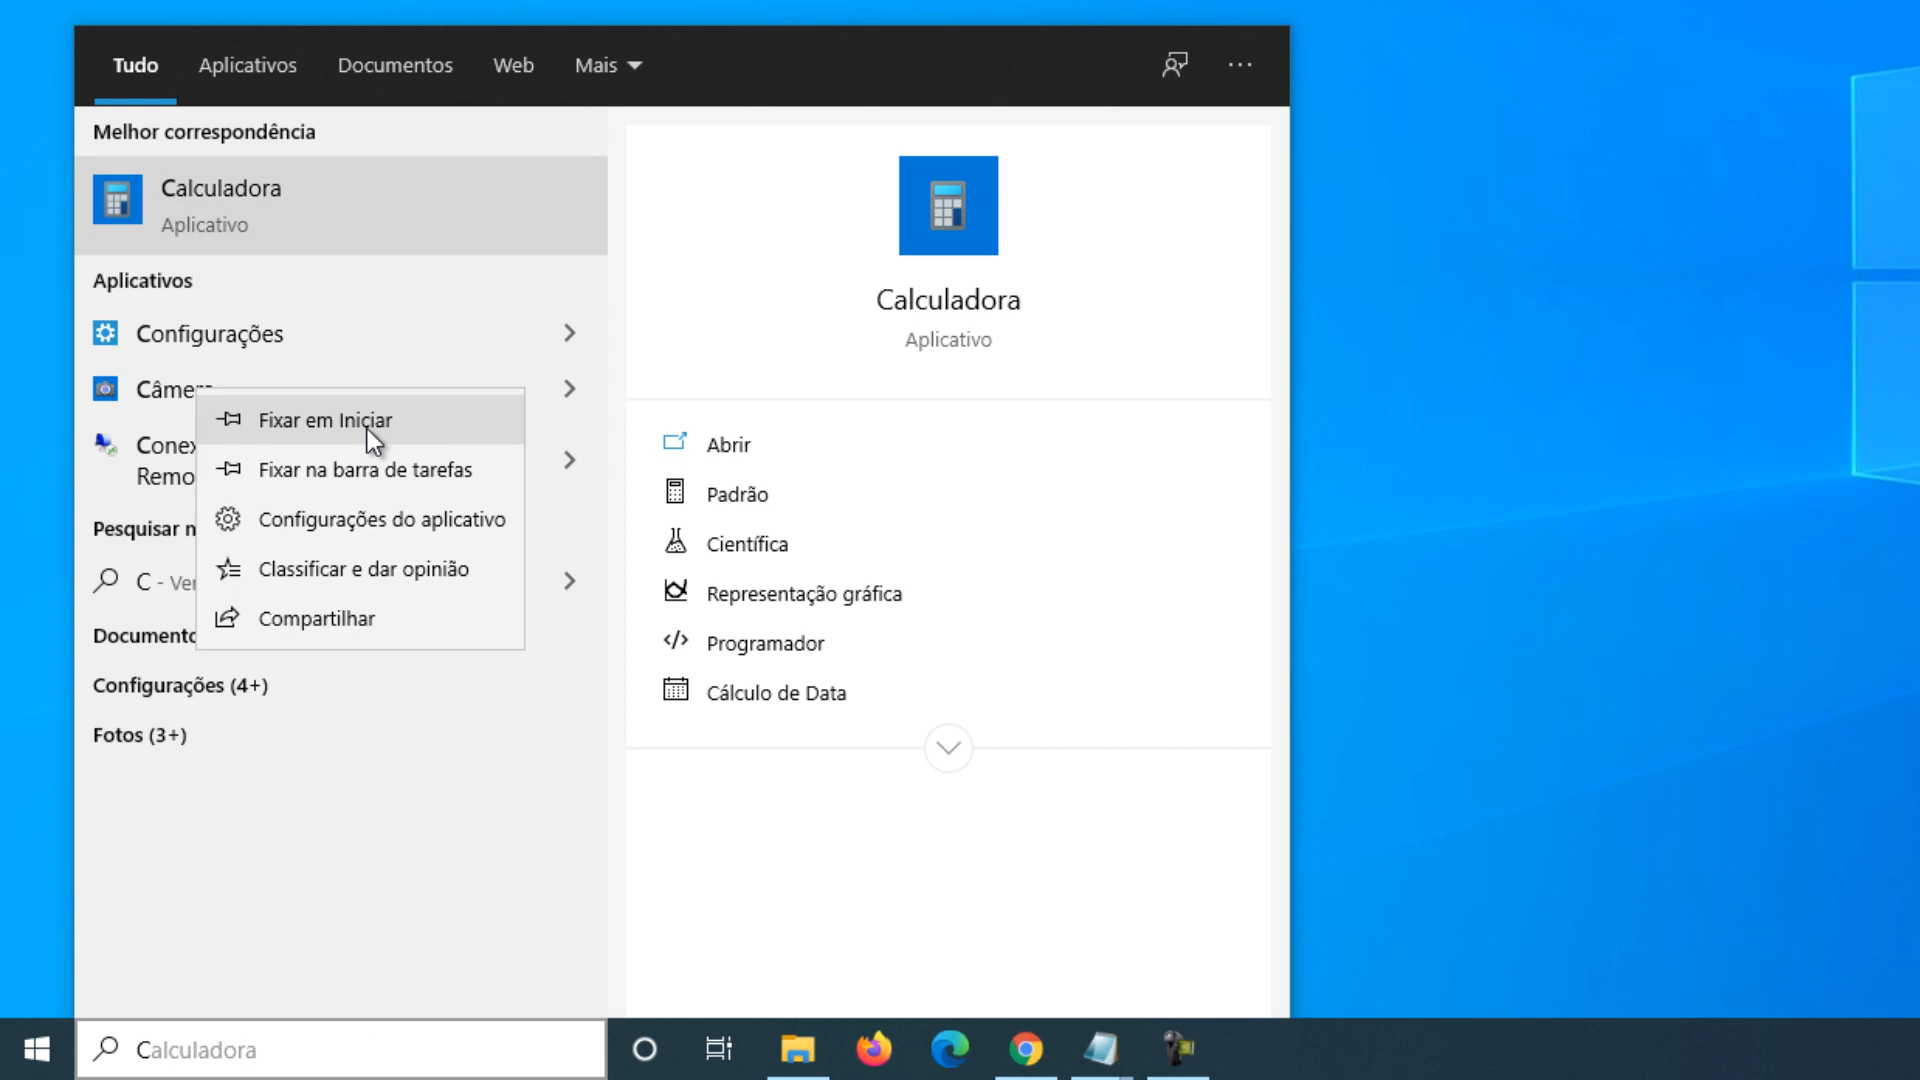 Tudo
Aplicativos
Documentos
Web
Mais
Melhor correspondência
Calculadora
Aplicativo
Aplicativos
Configurações
Câmera
Fixar em Iniciar
Fixar na barra de tarefas
Configurações do aplicativo
Classificar e dar opinião
Compartilhar
Pesquisar
C -
Configurações (4+)
Fotos (3+)
Calculadora
Aplicativo
Abrir
Padrão
Científica
Representação gráfica
Programador
Cálculo de Data
Calculadora